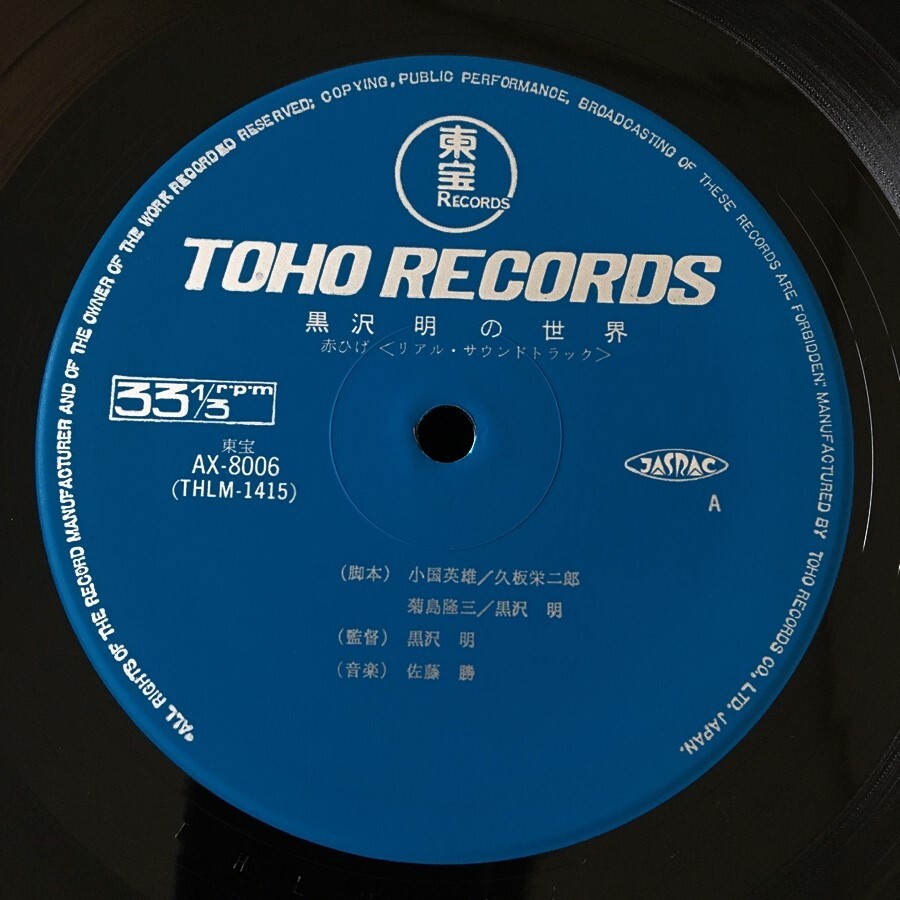 "ALL RIGHTS OF THE RECORD MANUFACTURER AND OF THE OWNER OF THE WORK RECORDED RESERVED; COPYING, PUBLIC PERFORMANCE, BROADCASTING OF THESE RECORDS ARE FORBIDDEN." MANUFACTURED BY TOHO RECORDS CO., LTD. JAPAN.
東宝
RECORDS
TOHO RECORDS
黒沢明の世界
赤ひげ<リアル・サウンドトラック>
33 1/3 r.p.m
東宝
AX-8006
(THLM-1415)
JASRAC
A
(脚本) 小国英雄/久板栄二郎
菊島隆三/黒沢 明
(監督) 黒沢 明
(音楽) 佐藤 勝